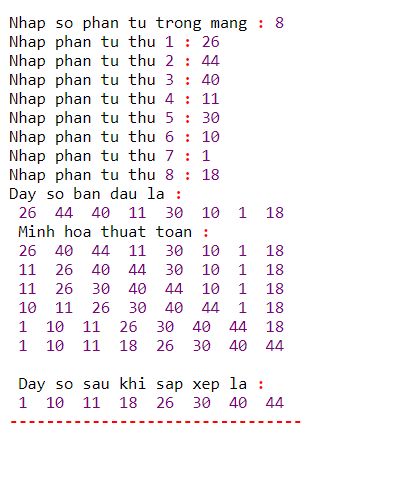 Nhap so phan tu trong mang : 8
Nhap phan tu thu 1 : 26
Nhap phan tu thu 2 : 44
Nhap phan tu thu 3 : 40
Nhap phan tu thu 4 : 11
Nhap phan tu thu 5 : 30
Nhap phan tu thu 6 : 10
Nhap phan tu thu 7 : 1
Nhap phan tu thu 8 : 18
Day so ban dau la :
26 44 40 11 30 10 1 18
Minh hoa thuat toan :
26 40 44 11 30 10 1 18
11 26 40 44 30 10 1 18
11 26 30 40 44 10 1 18
10 11 26 30 40 44 1 18
1 10 11 26 30 40 44 18
1 10 11 18 26 30 40 44
Day so sau khi sap xep la :
1 10 11 18 26 30 40 44
-------------------------------